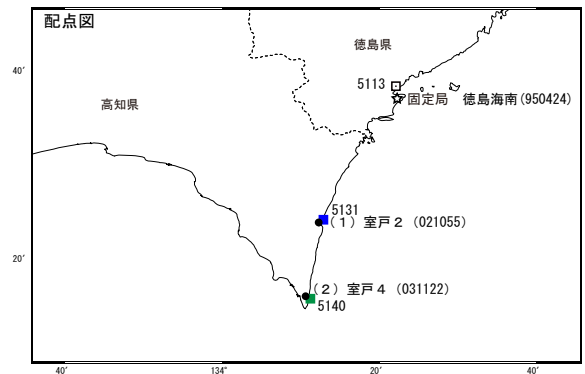 配点図
徳島県
40′
5113
固定局 徳島海南(950424)
高知県
5131
(1) 室戸2 (021055)
20′
(2) 室戸4 (031122)
5140
40′ 134° 20′ 40′